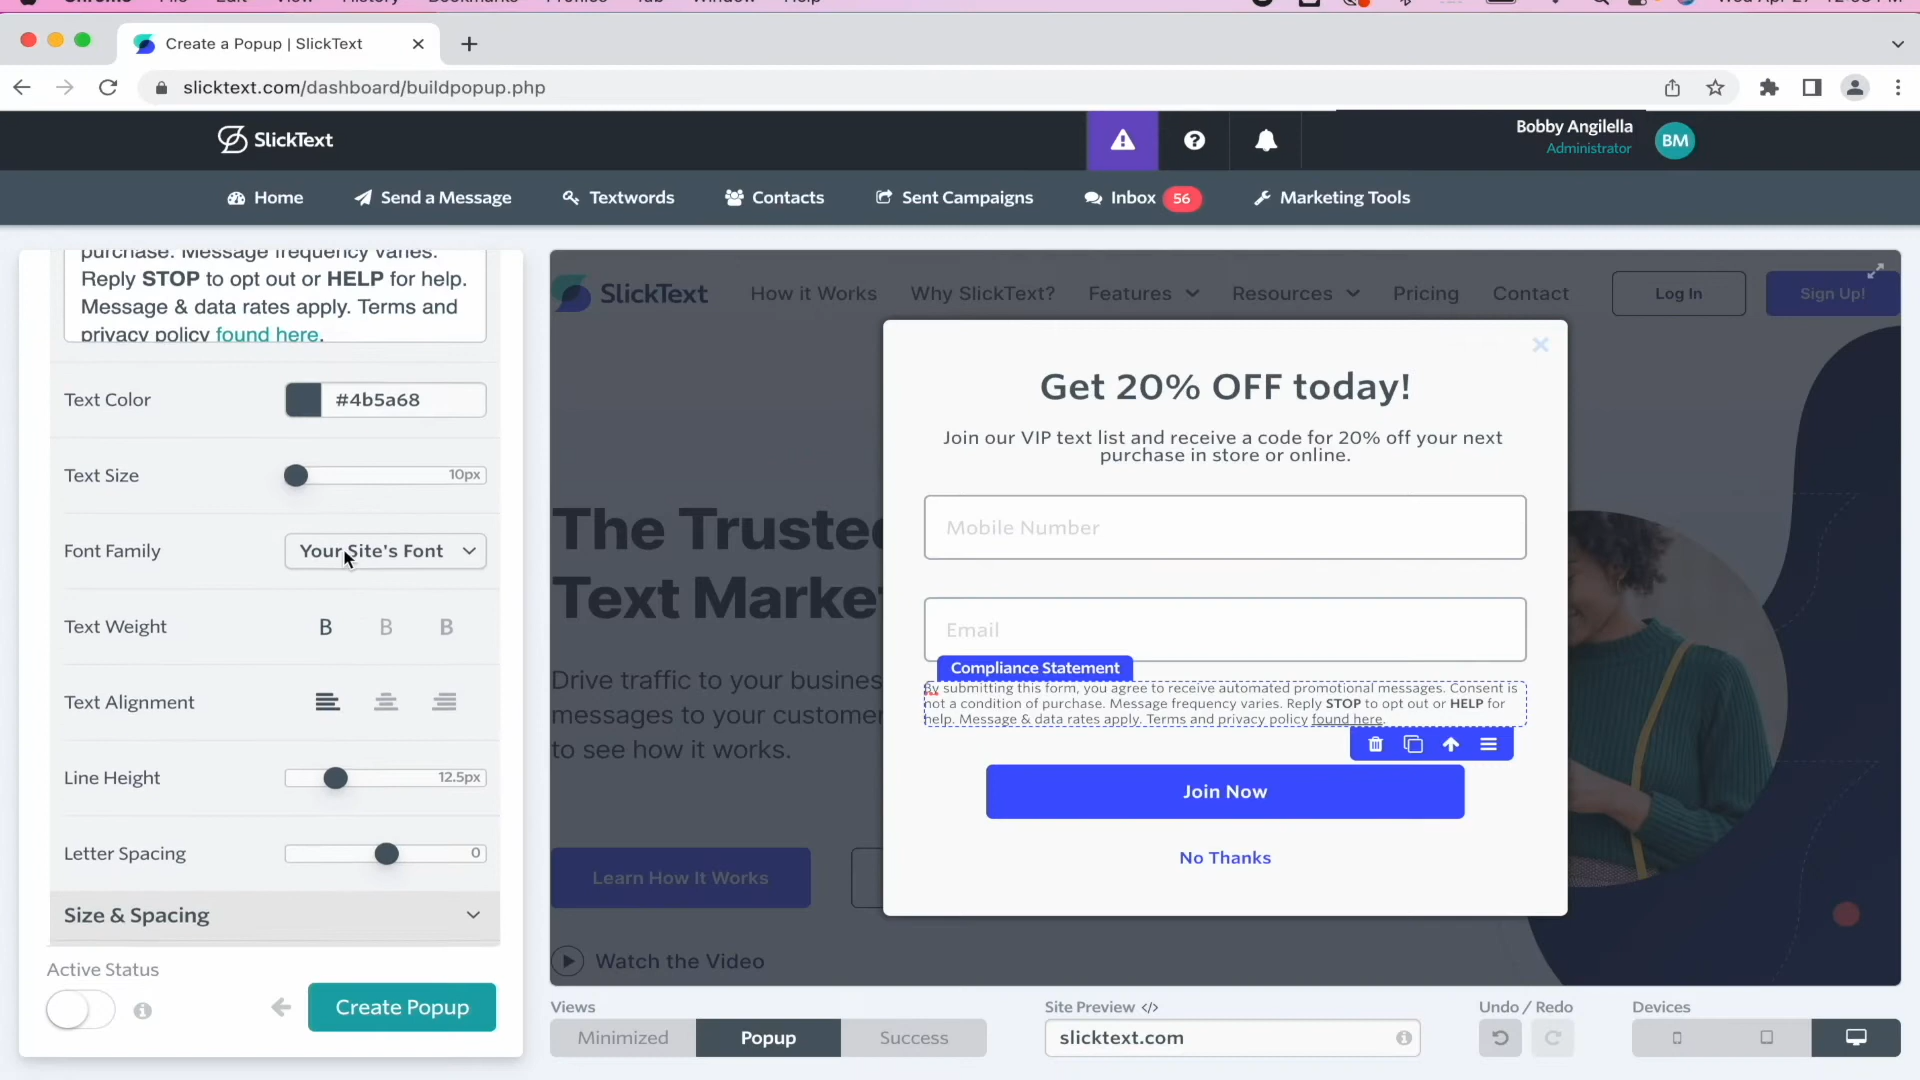 Create a Popup | SlickText
slicktext.com/dashboard/buildpopup.php
SlickText
Bobby Angilella
Administrator
BM
Home
Send a Message
Textwords
Contacts
Sent Campaigns
Inbox 56
Marketing Tools
purchase. Message frequency varies.
Reply STOP to opt out or HELP for help.
Message & data rates apply. Terms and
privacy policy found here.
Text Color #4b5a68
Text Size 10px
Font Family Your Site's Font
Text Weight B B B
Text Alignment
Line Height 12.5px
Letter Spacing 0
Size & Spacing
Active Status
Create Popup
SlickText How it Works Why SlickText? Features Resources Pricing Contact Log In Sign Up!
The Trusted
Text Marke
Drive traffic to your busines
messages to your customer
to see how it works.
Learn How It Works
Watch the Video
Get 20% OFF today!
Join our VIP text list and receive a code for 20% off your next
purchase in store or online.
Mobile Number
Email
Compliance Statement
By submitting this form, you agree to receive automated promotional messages. Consent is
not a condition of purchase. Message frequency varies. Reply STOP to opt out or HELP for
help. Message & data rates apply. Terms and privacy policy found here.
Join Now
No Thanks
Views
Minimized Popup Success
Site Preview </>
slicktext.com
Undo / Redo
Devices